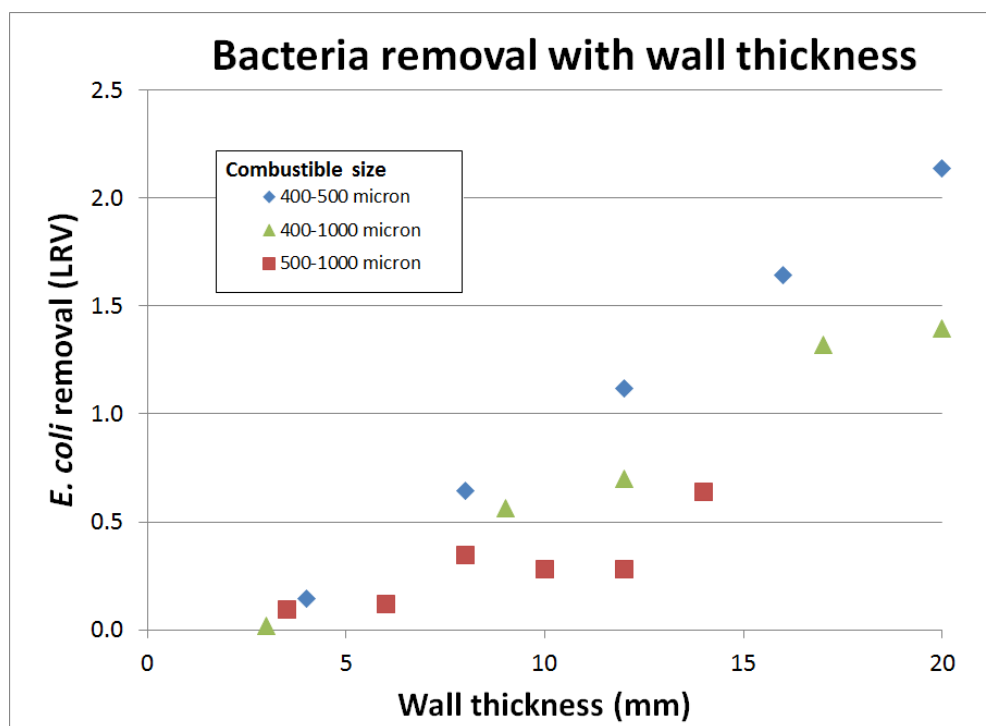 Bacteria removal with wall thickness
2.5
2.0
1.5
1.0
0.5
0.0
E. coli removal (LRV)
Combustible size
400-500 micron
400-1000 micron
500-1000 micron
0 5 10 15 20
Wall thickness (mm)